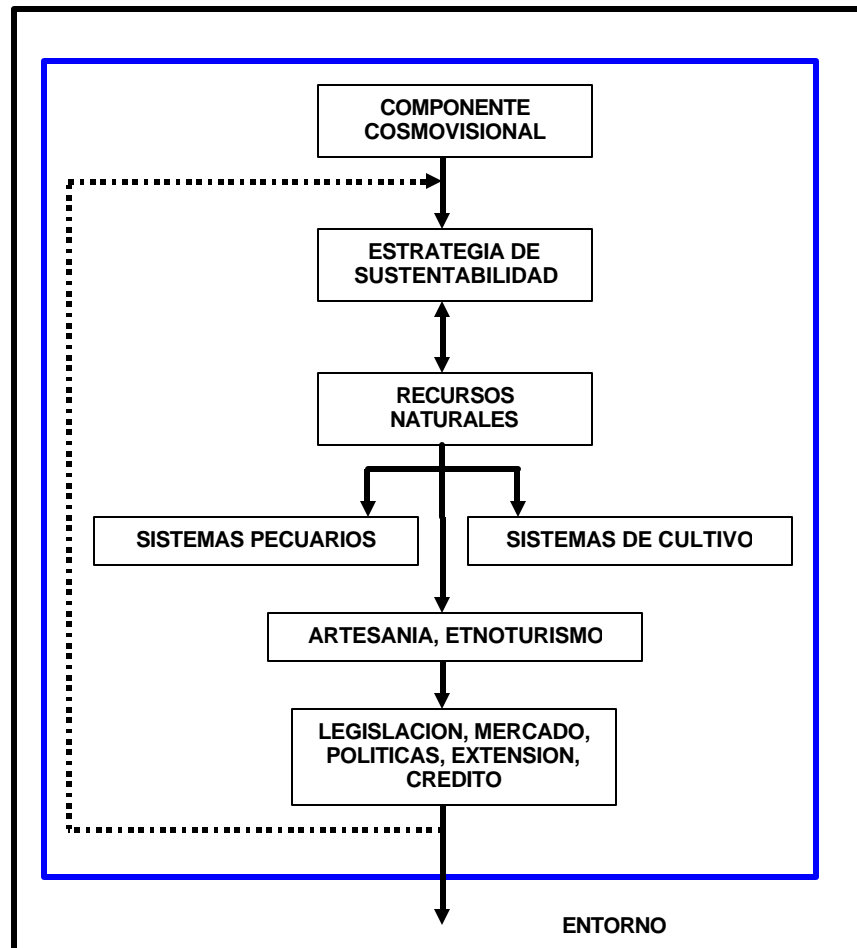 COMPONENTE
COSMOVISIONAL
ESTRATEGIA DE
SUSTENTABILIDAD
RECURSOS
NATURALES
SISTEMAS PECUARIOS
SISTEMAS DE CULTIVO
ARTESANIA, ETNOTURISMO
LEGISLACION, MERCADO,
POLITICAS, EXTENSION,
CREDITO
ENTORNO